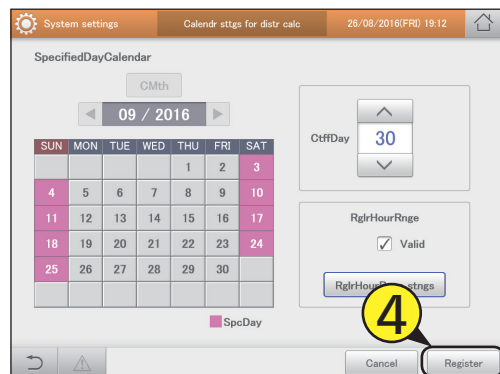 System settings Calendr sttgs for distr calc 26/08/2016(FRI) 19:12
SpecifiedDayCalendar
CMth
09 / 2016
SUN MON TUE WED THU FRI SAT
1 2 3
4 5 6 7 8 9 10
11 12 13 14 15 16 17
18 19 20 21 22 23 24
25 26 27 28 29 30
SpcDay
CtffDay 30
RglrHourRnge
Valid
stngs
4
Cancel Register